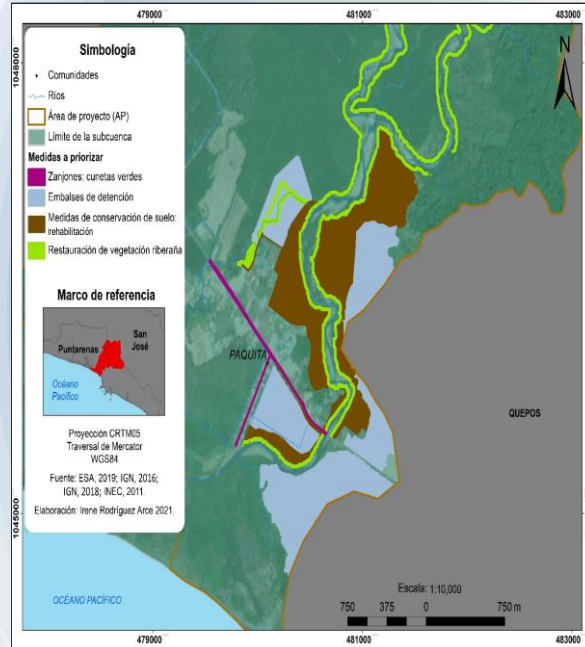 479000 481000 483000
1048000
1045000
Simbología
Comunidades
Ríos
Área de proyecto (AP)
Límite de la subcuenca
Medidas a priorizar
Zanjones: cunetas verdes
Embalses de detención
Medidas de conservación de suelo:
rehabilitación
Restauración de vegetación riberaña
Marco de referencia
San
José
Puntarenas
Océano
Pacífico
Proyección CRTM05
Traversal de Mercator
WGS84
Fuente: ESA, 2019; IGN, 2016;
IGN, 2018; INEC, 2011.
Elaboración: Irene Rodríguez Arce 2021.
N
PAQUITA
QUEPOS
OCÉANO PACÍFICO
Escala: 1:10,000
750 375 0 750 m
479000 481000 483000